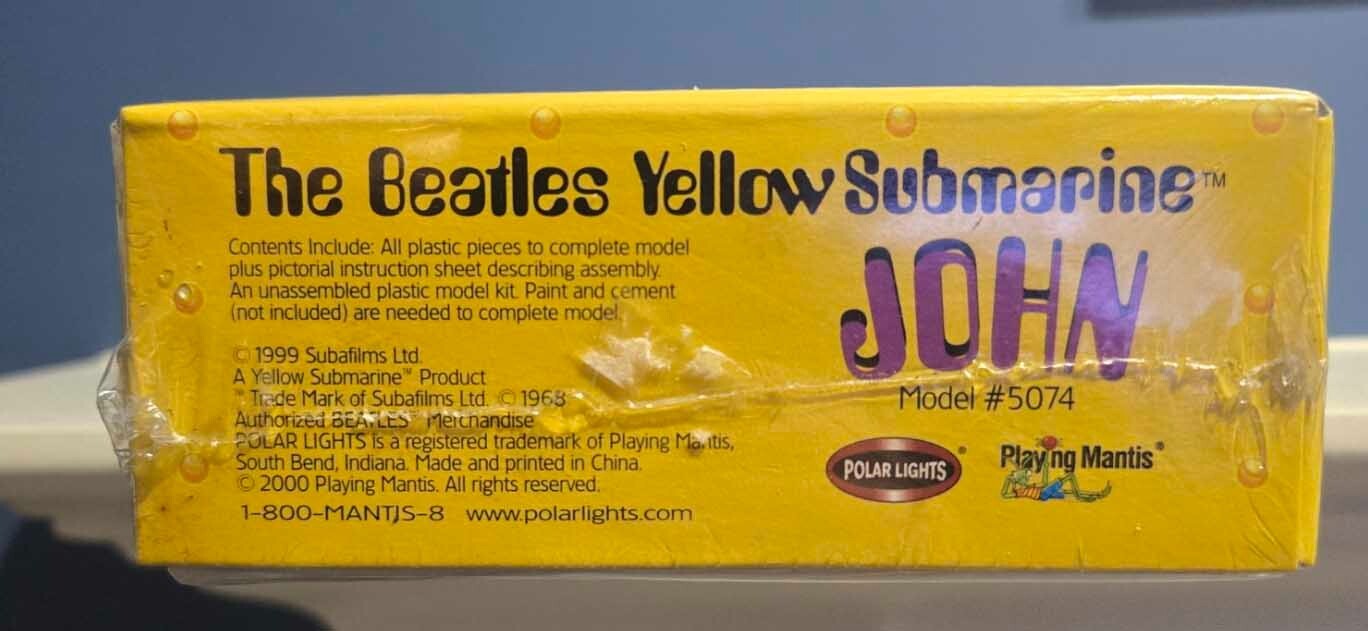 The Beatles Yellow Submarine™
Contents Include: All plastic pieces to complete model
plus pictorial instruction sheet describing assembly.
An unassembled plastic model kit. Paint and cement
(not included) are needed to complete model.
© 1999 Subafilms Ltd.
A Yellow Submarine™ Product
™ Trade Mark of Subafilms Ltd. © 1968
Authorized BEATLES™ Merchandise
POLAR LIGHTS is a registered trademark of Playing Mantis,
South Bend, Indiana. Made and printed in China.
© 2000 Playing Mantis. All rights reserved.
1-800-MANTIS-8 www.polarlights.com
JOHN
Model #5074
POLAR LIGHTS®
Playing Mantis®